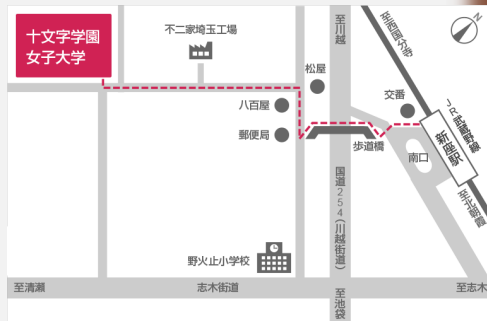 十文字学園
女子大学
不二家埼玉工場
至川越
至西国分寺
N
松屋
交番
八百屋
郵便局
歩道橋
JR武蔵野線
新座駅
南口
国道254(川越街道)
至北朝霞
野火止小学校
至清瀬
志木街道
至池袋
至志木